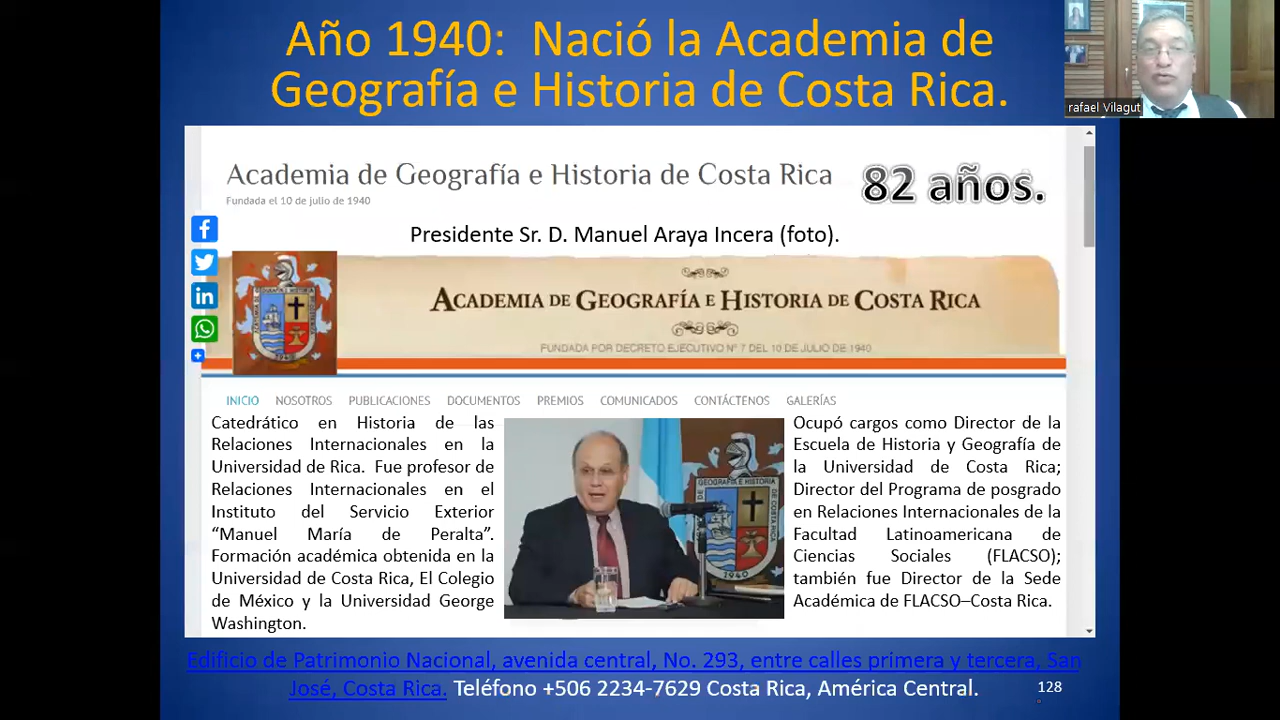 Año 1940: Nació la Academia de
Geografía e Historia de Costa Rica.
rafael Vilagut
Academia de Geografía e Historia de Costa Rica
Fundada el 10 de julio de 1940
82 años.
Presidente Sr. D. Manuel Araya Incera (foto).
ACADEMIA DE GEOGRAFÍA E HISTORIA DE COSTA RICA
FUNDADA POR DECRETO EJECUTIVO Nº 7 DEL 10 DE JULIO DE 1940
1940
INICIO NOSOTROS PUBLICACIONES DOCUMENTOS PREMIOS COMUNICADOS CONTÁCTENOS GALERÍAS
Catedrático en Historia de las
Relaciones Internacionales en la
Universidad de Rica. Fue profesor de
Relaciones Internacionales en el
Instituto del Servicio Exterior
“Manuel María de Peralta”.
Formación académica obtenida en la
Universidad de Costa Rica, El Colegio
de México y la Universidad George
Washington.
GEOGRAFIA E HISTORIA
DE COSTA RICA
1940
Ocupó cargos como Director de la
Escuela de Historia y Geografía de
la Universidad de Costa Rica;
Director del Programa de posgrado
en Relaciones Internacionales de la
Facultad Latinoamericana de
Ciencias Sociales (FLACSO);
también fue Director de la Sede
Académica de FLACSO–Costa Rica.
Edificio de Patrimonio Nacional, avenida central, No. 293, entre calles primera y tercera, San
José, Costa Rica. Teléfono +506 2234-7629 Costa Rica, América Central.
128